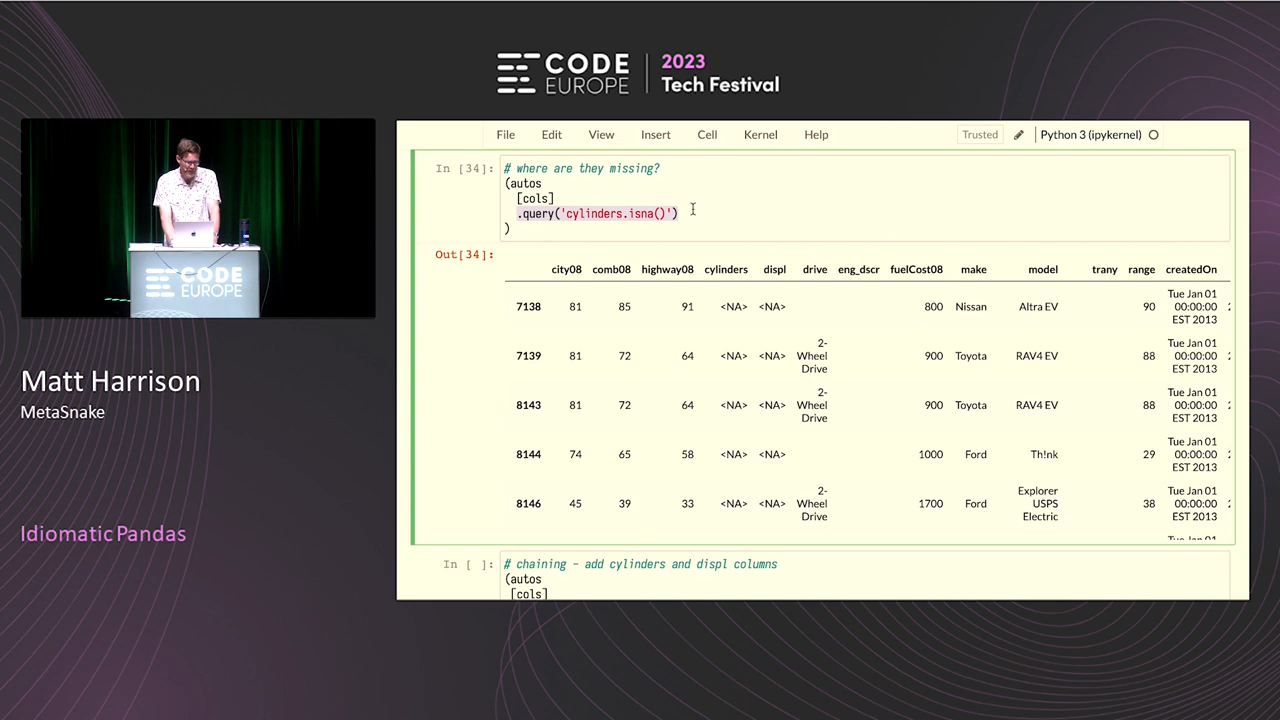 CODE
EUROPE
2023
Tech Festival
CODE
EUROPE
Matt Harrison
MetaSnake
Idiomatic Pandas
File Edit View Insert Cell Kernel Help Trusted Python 3 (ipykernel)
In [34]: # where are they missing?
(autos
[cols]
.query('cylinders.isna()')
)
Out[34]:
city08 comb08 highway08 cylinders displ drive eng_dscr fuelCost08 make model trany range createdOn
7138 81 85 91 <NA> <NA> 800 Nissan Altra EV 90 Tue Jan 01 00:00:00 EST 2013
7139 81 72 64 <NA> <NA> 2-Wheel Drive 900 Toyota RAV4 EV 88 Tue Jan 01 00:00:00 EST 2013
8143 81 72 64 <NA> <NA> 2-Wheel Drive 900 Toyota RAV4 EV 88 Tue Jan 01 00:00:00 EST 2013
8144 74 65 58 <NA> <NA> 1000 Ford Th!nk 29 Tue Jan 01 00:00:00 EST 2013
8146 45 39 33 <NA> <NA> 2-Wheel Drive 1700 Ford Explorer USPS Electric 38 Tue Jan 01 00:00:00 EST 2013
In [ ]: # chaining - add cylinders and displ columns
(autos
[cols]